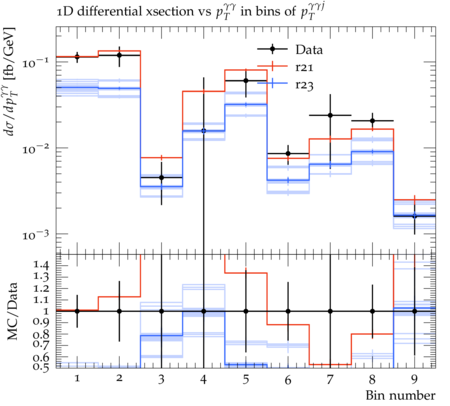 1D differential xsection vs p_T^{γγ} in bins of p_T^{γγj}
dσ/dp_T^{γγ} [fb/GeV]
10^{−1}
10^{−2}
10^{−3}
Data
r21
r23
MC/Data
1.4
1.3
1.2
1.1
1
0.9
0.8
0.7
0.6
0.5
1 2 3 4 5 6 7 8 9
Bin number